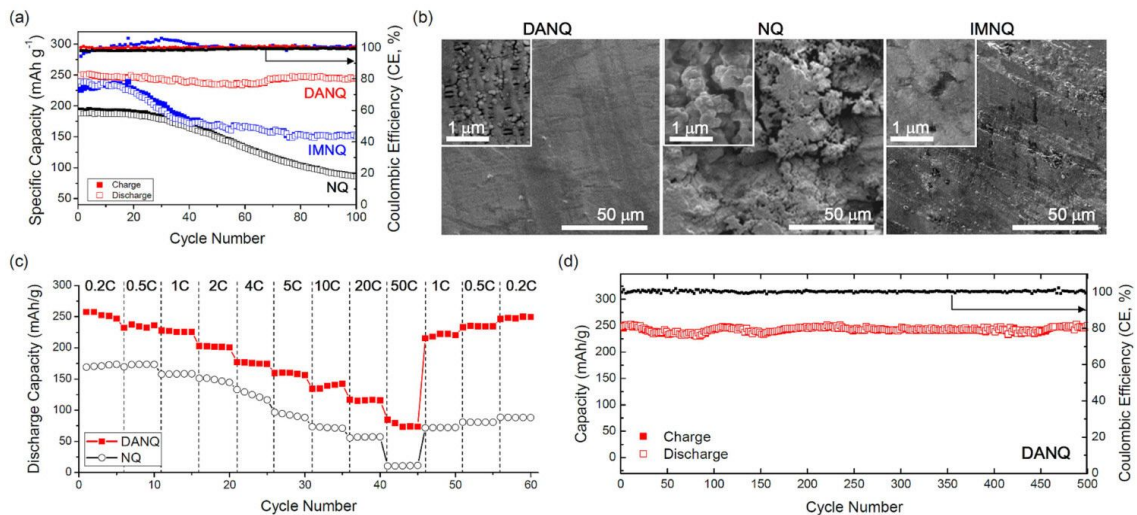 (a)
300
250
200
150
100
50
Specific Capacity (mAh g⁻¹)
DANQ
IMNQ
NQ
Charge
Discharge
0 20 40 60 80 100
Cycle Number
100
80
60
40
20
0
Coulombic Efficiency (CE, %)
(b)
DANQ NQ IMNQ
1 μm 1 μm 1 μm
50 μm 50 μm 50 μm
(c)
0.2C 0.5C 1C 2C 4C 5C 10C 20C 50C 1C 0.5C 0.2C
300
250
200
150
100
50
0
Discharge Capacity (mAh/g)
DANQ
NQ
0 10 20 30 40 50 60
Cycle Number
(d)
300
250
200
150
100
50
0
Capacity (mAh/g)
Charge
Discharge
DANQ
0 50 100 150 200 250 300 350 400 450 500
Cycle Number
100
80
60
40
20
0
Coulombic Efficiency (CE, %)